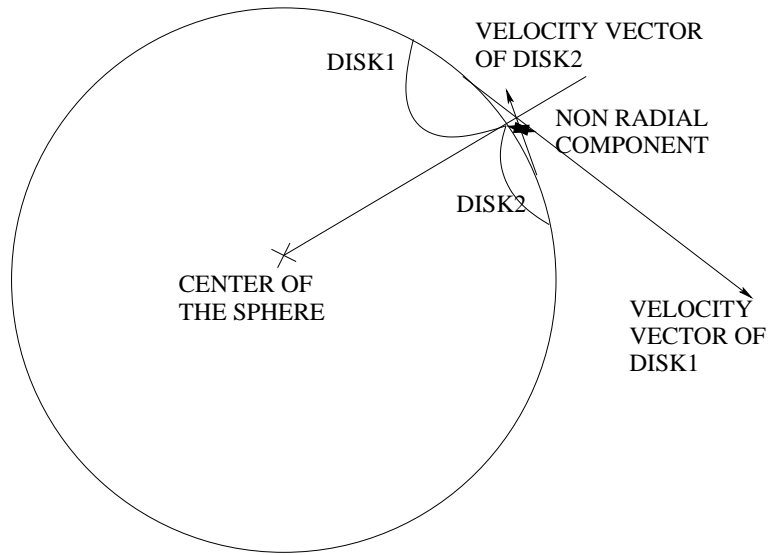 VELOCITY VECTOR
OF DISK2
DISK1
NON RADIAL
COMPONENT
DISK2
CENTER OF
THE SPHERE
VELOCITY
VECTOR OF
DISK1